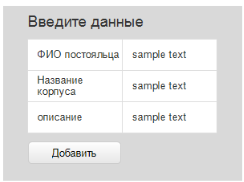 Введите данные
ФИО постояльца sample text
Название
корпуса sample text
описание sample text
Добавить